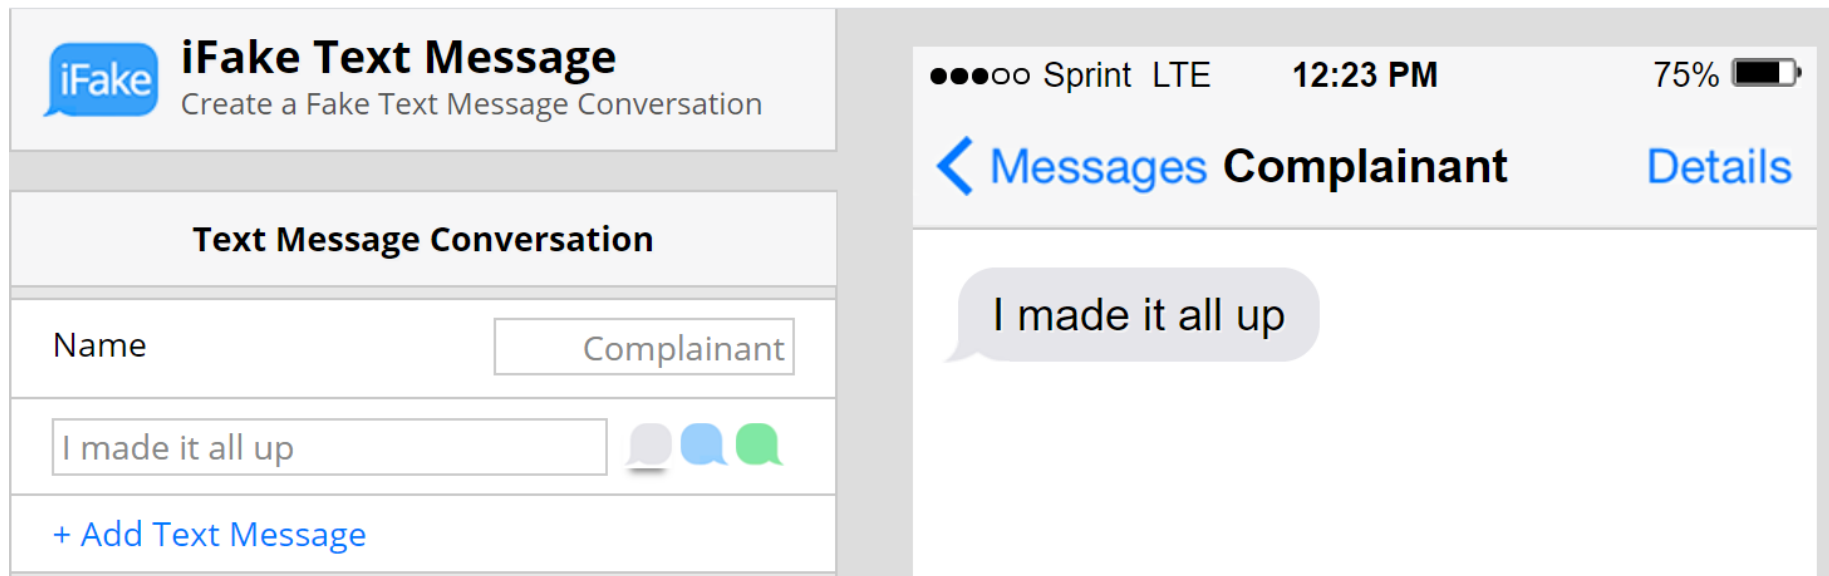 iFake
iFake Text Message
Create a Fake Text Message Conversation
Text Message Conversation
Name
Complainant
I made it all up
+ Add Text Message
Sprint LTE 12:23 PM 75%
Messages Complainant Details
I made it all up